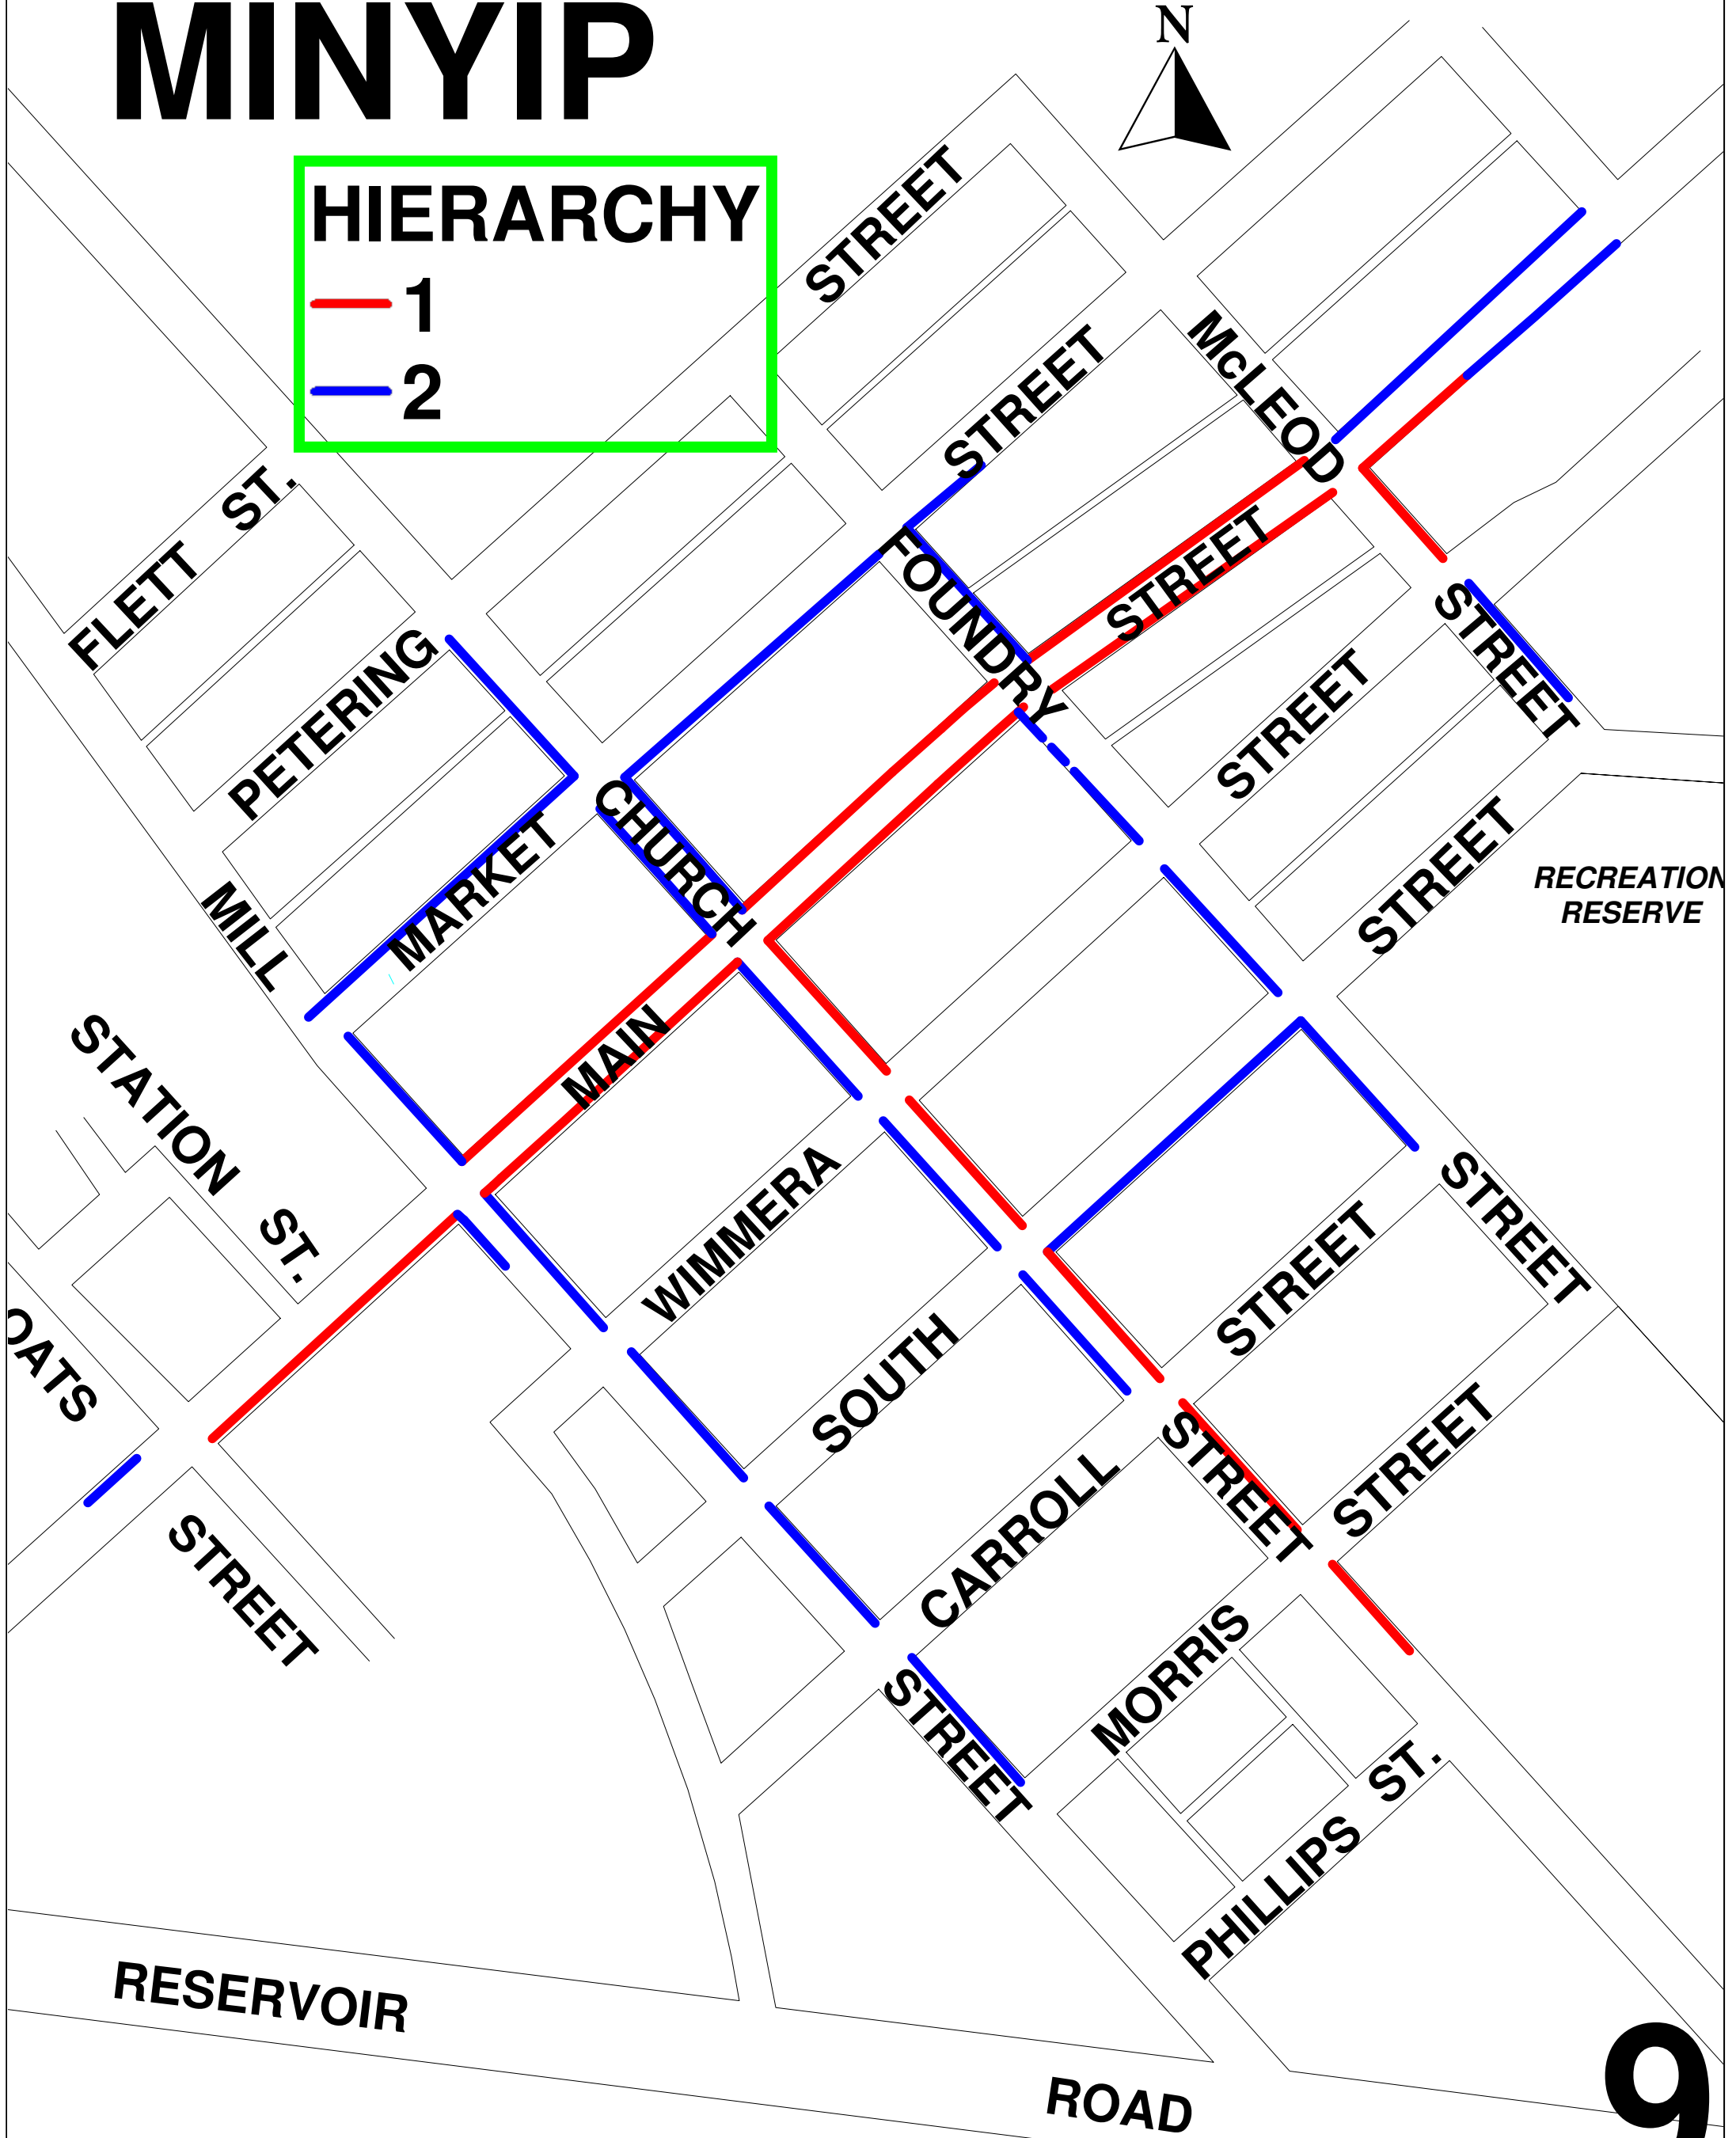 MINYIP
N
HIERARCHY
1
2
STREET
STREET
McLEOD
FLETT ST.
PETERING
FOUNDRY
STREET
STREET
STREET
CHURCH
MARKET
MILL
STREET
RECREATION
RESERVE
MAIN
STATION ST.
WIMMERA
STREET
STREET
OATS
SOUTH
STREET
STREET
CARROLL
STREET
MORRIS
STREET
PHILLIPS ST.
RESERVOIR
ROAD
9